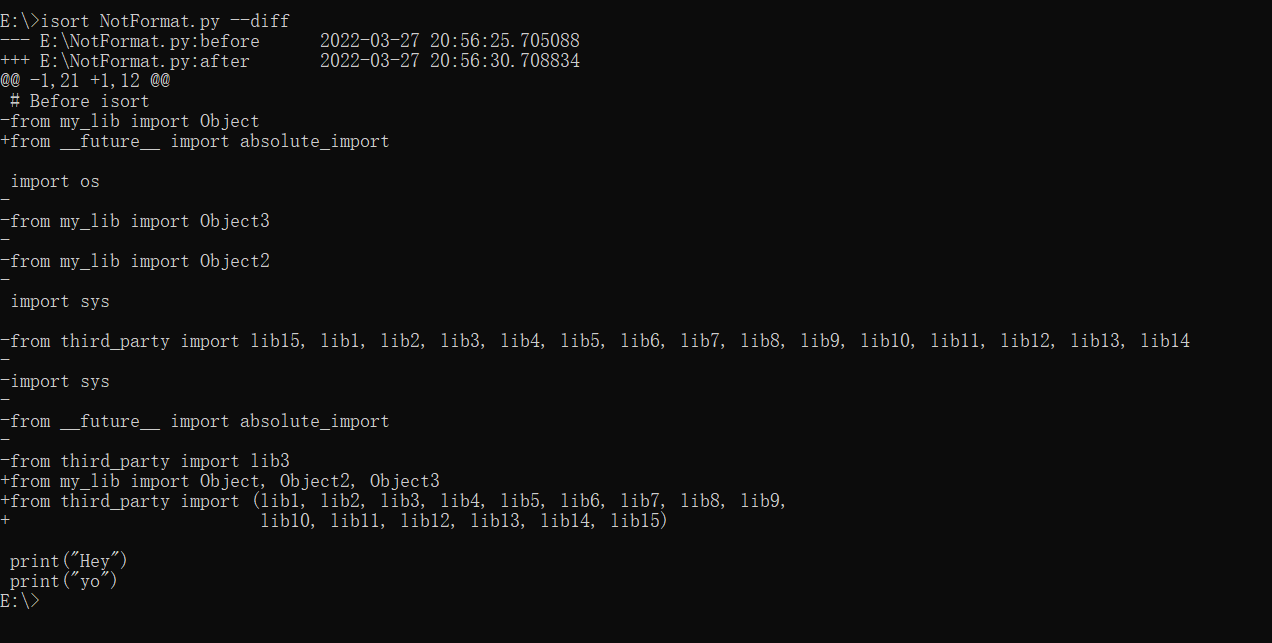 E:\>isort NotFormat.py --diff
--- E:\NotFormat.py:before      2022-03-27 20:56:25.705088
+++ E:\NotFormat.py:after       2022-03-27 20:56:30.708834
@@ -1,21 +1,12 @@
 # Before isort
-from my_lib import Object
+from __future__ import absolute_import
 import os
-
-from my_lib import Object3
-
-from my_lib import Object2
-
 import sys
-from third_party import lib15, lib1, lib2, lib3, lib4, lib5, lib6, lib7, lib8, lib9, lib10, lib11, lib12, lib13, lib14
-
-import sys
-
-from __future__ import absolute_import
-
-from third_party import lib3
+from my_lib import Object, Object2, Object3
+from third_party import (lib1, lib2, lib3, lib4, lib5, lib6, lib7, lib8, lib9,
+                         lib10, lib11, lib12, lib13, lib14, lib15)
 print("Hey")
 print("yo")
E:\>